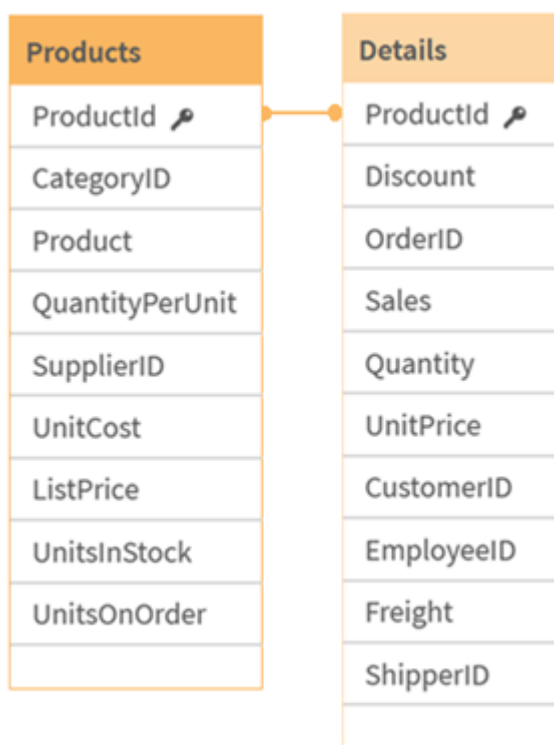 Products
ProductId
CategoryID
Product
QuantityPerUnit
SupplierID
UnitCost
ListPrice
UnitsInStock
UnitsOnOrder
Details
ProductId
Discount
OrderID
Sales
Quantity
UnitPrice
CustomerID
EmployeeID
Freight
ShipperID